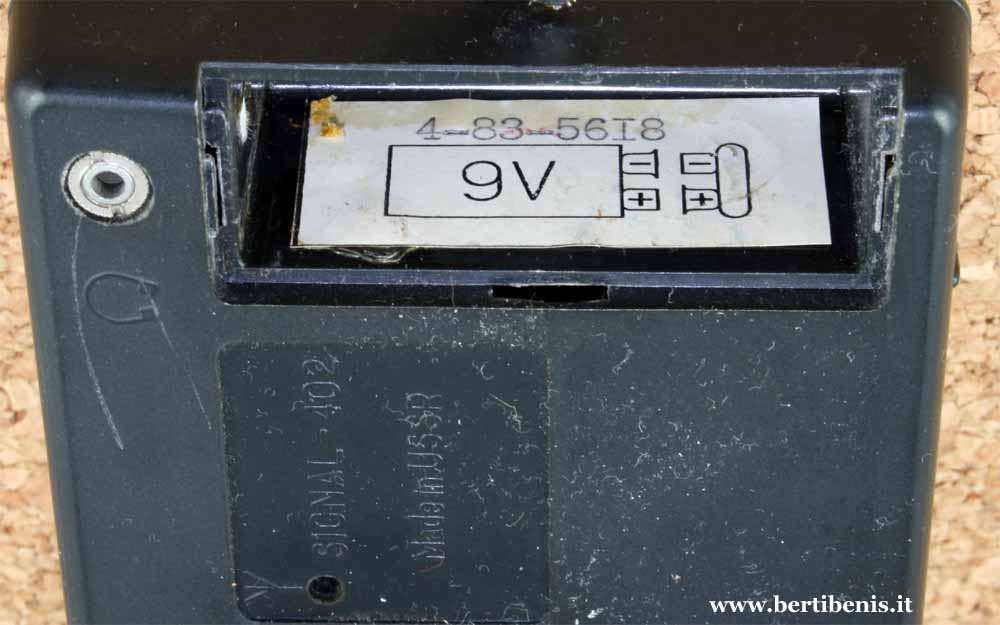 4-83-56I8
9V
- -
+ +
SIGNAL-402
Made in USSR
www.bertibenis.it